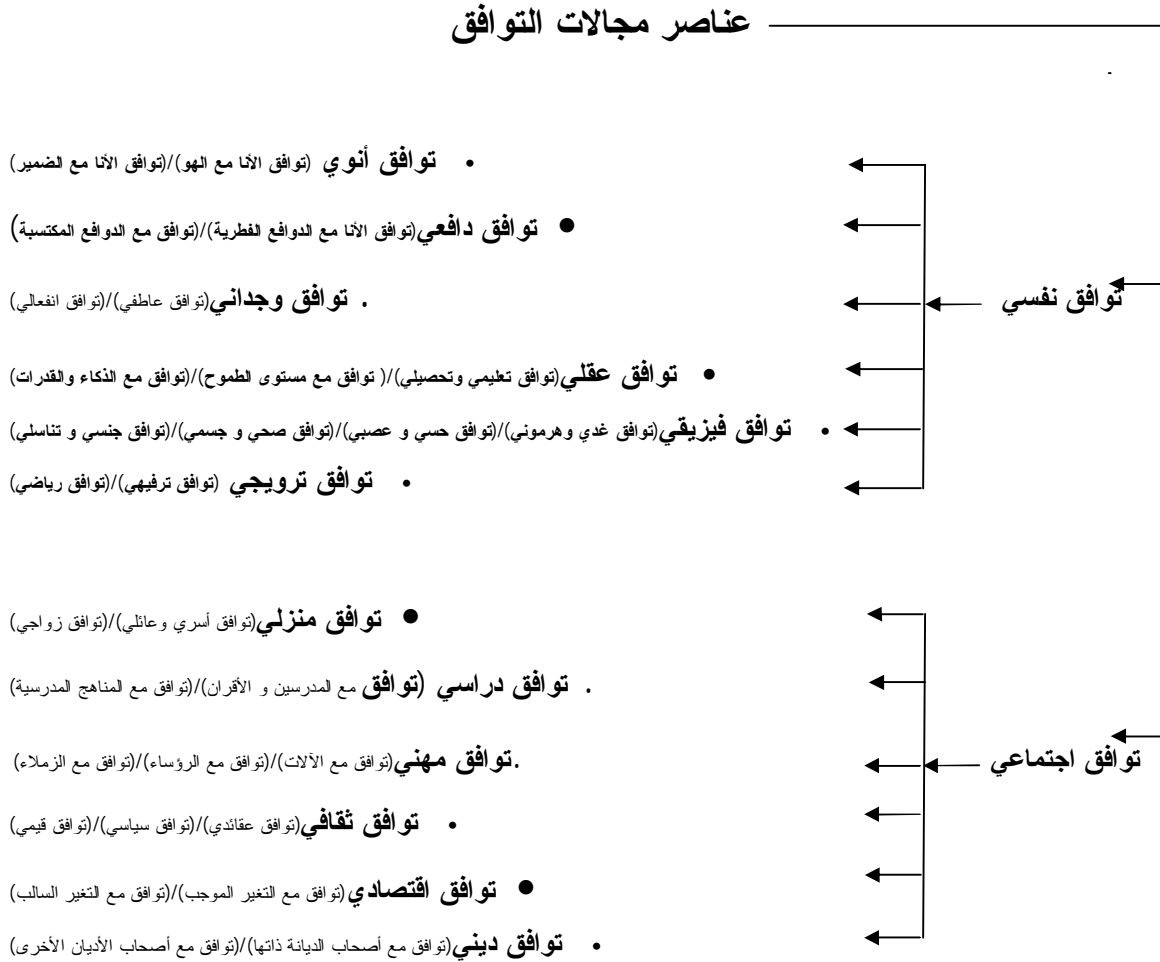 عناصر مجالات التوافق
• توافق أنوي (توافق الأنا مع الهو)/(توافق الأنا مع الضمير)
• توافق دافعي(توافق الأنا مع الدوافع الفطرية)/(توافق مع الدوافع المكتسبة)
توافق نفسي
. توافق وجداني(توافق عاطفي)/(توافق انفعالي)
• توافق عقلي(توافق تعليمي وتحصيلي)/( توافق مع مستوى الطموح)/(توافق مع الذكاء والقدرات)
• توافق فيزيقي(توافق غدي وهرموني)/(توافق حسي و عصبي)/(توافق صحي و جسمي)/(توافق جنسي و تناسلي)
• توافق ترويجي (توافق ترفيهي)/(توافق رياضي)
• توافق منزلي(توافق أسري وعائلي)/(توافق زواجي)
. توافق دراسي (توافق مع المدرسين و الأقران)/(توافق مع المناهج المدرسية)
توافق اجتماعي
.توافق مهني(توافق مع الآلات)/(توافق مع الرؤساء)/(توافق مع الزملاء)
• توافق ثقافي(توافق عقائدي)/(توافق سياسي)/(توافق قيمي)
• توافق اقتصادي(توافق مع التغير الموجب)/(توافق مع التغير السالب)
• توافق ديني(توافق مع أصحاب الديانة ذاتها)/(توافق مع أصحاب الأديان الأخرى)